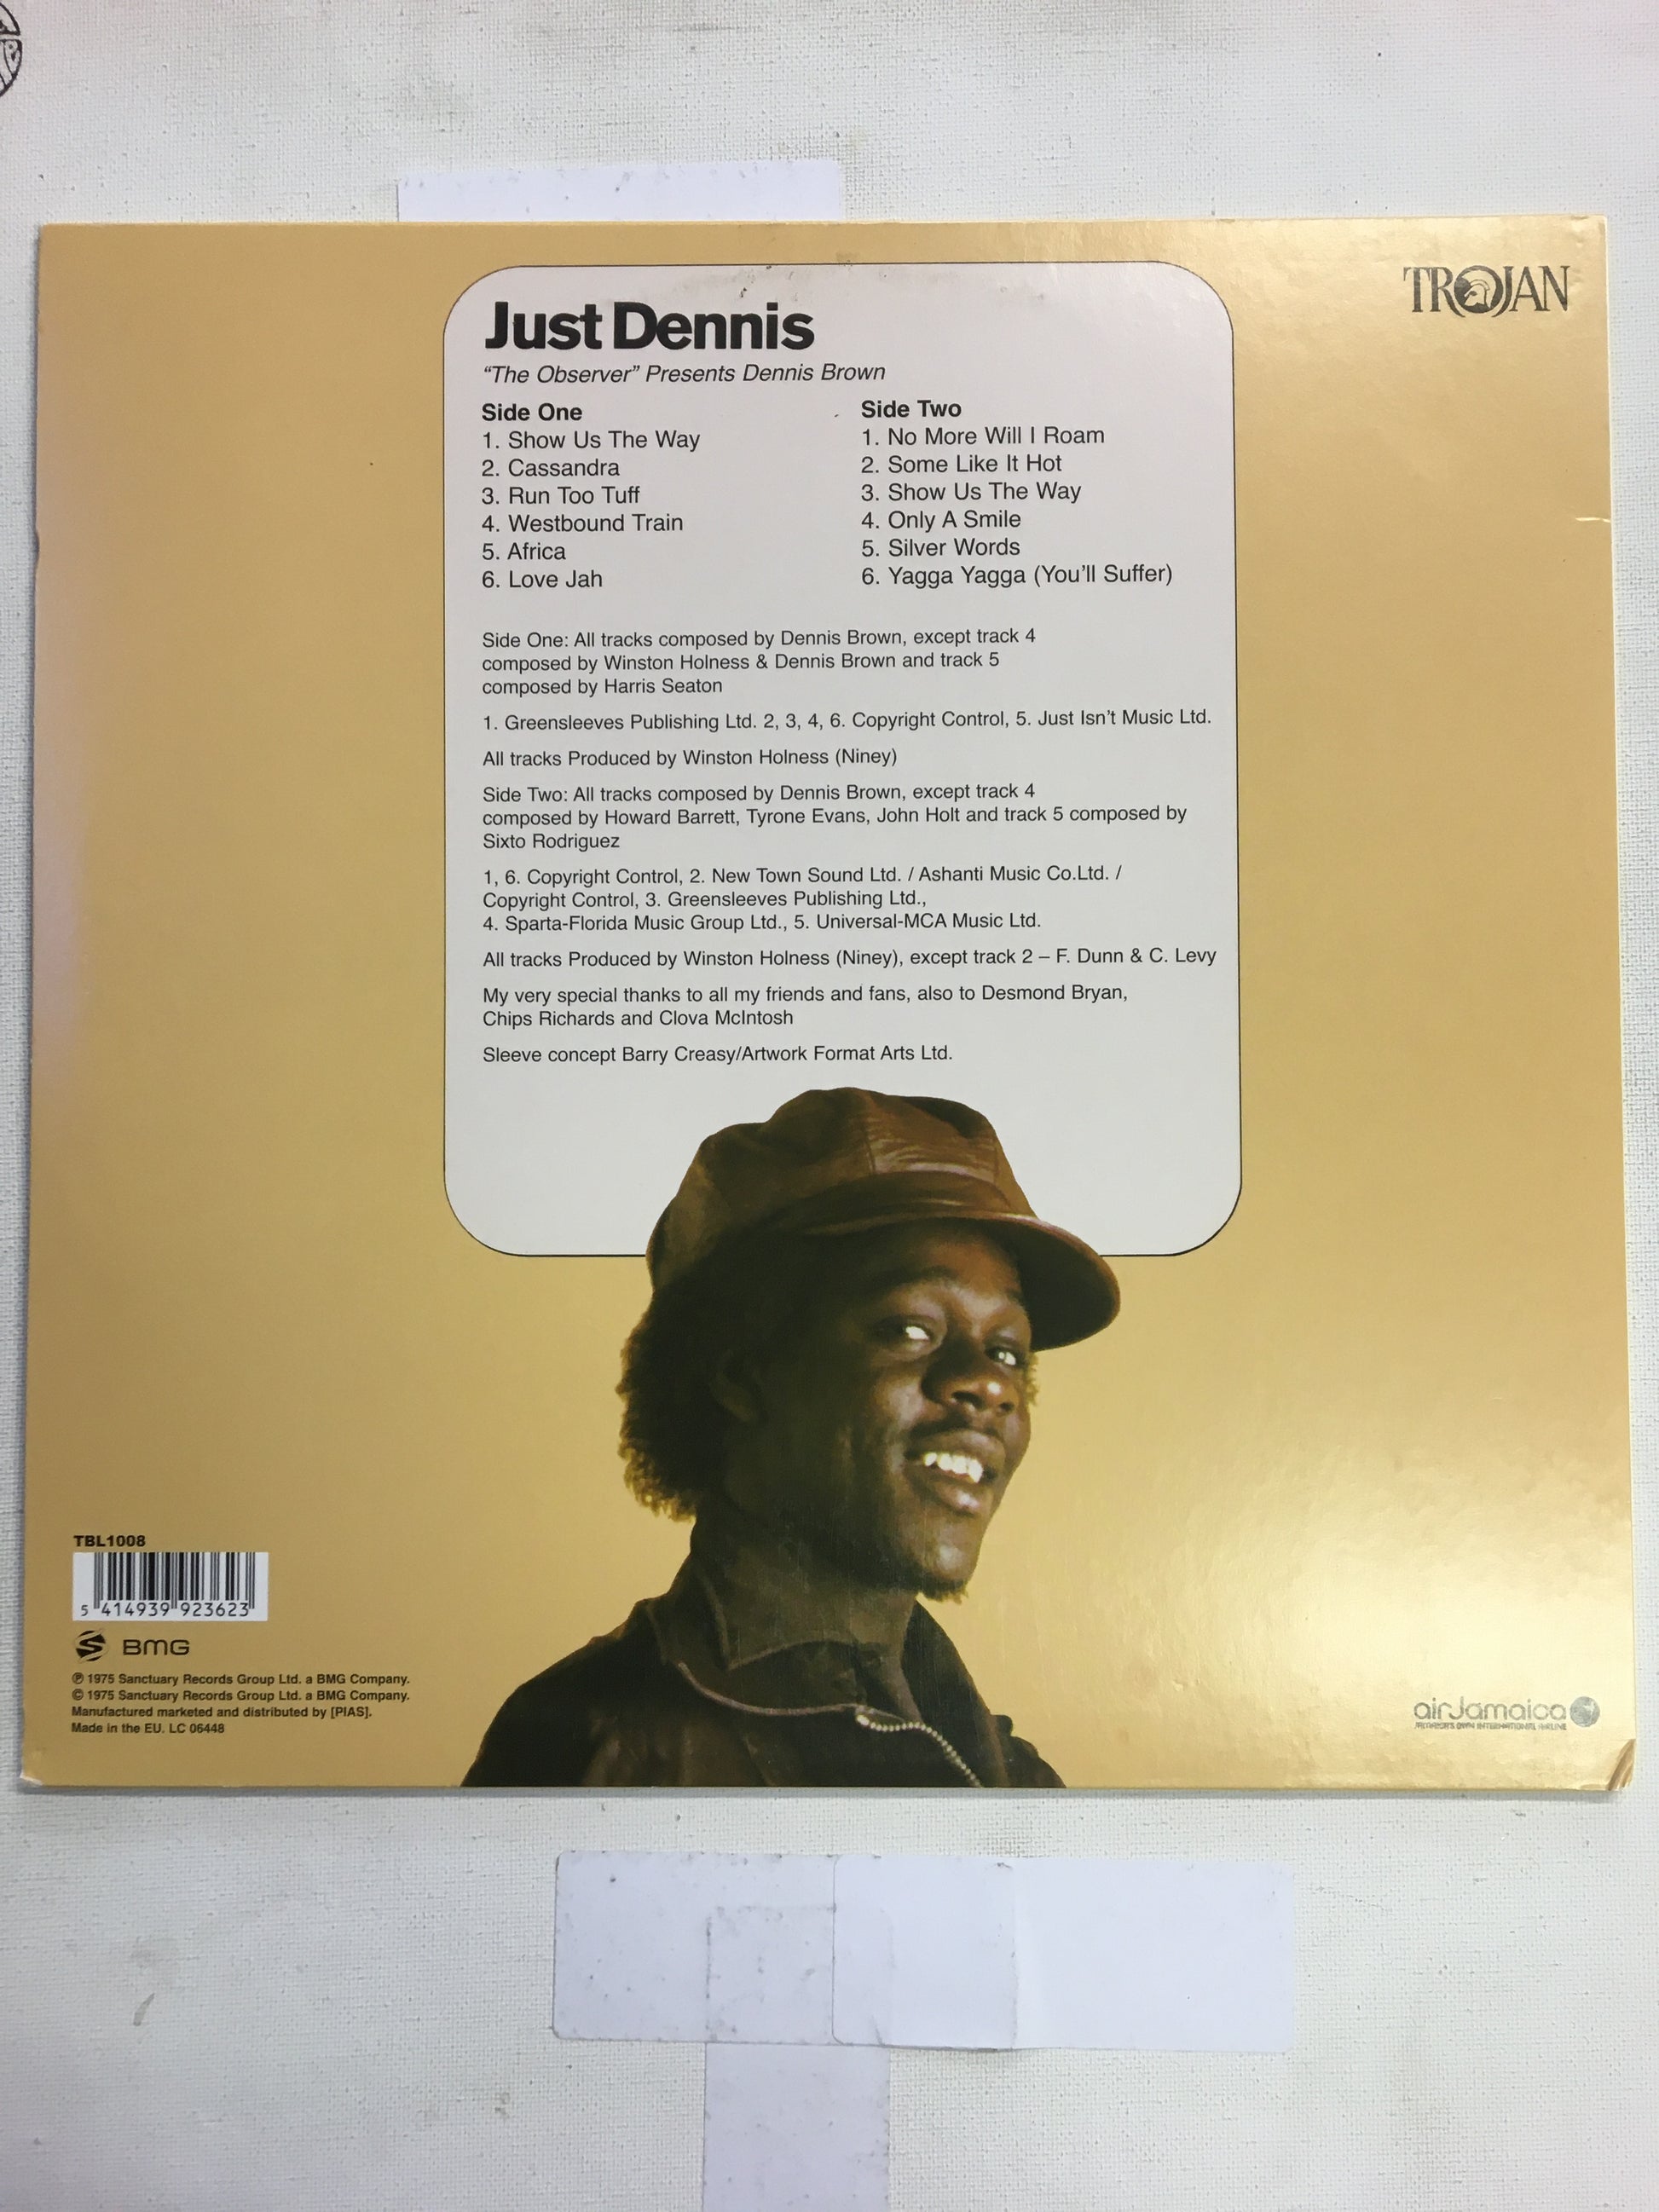 TROJAN
Just Dennis
“The Observer” Presents Dennis Brown
Side One
1. Show Us The Way
2. Cassandra
3. Run Too Tuff
4. Westbound Train
5. Africa
6. Love Jah
Side Two
1. No More Will I Roam
2. Some Like It Hot
3. Show Us The Way
4. Only A Smile
5. Silver Words
6. Yagga Yagga (You’ll Suffer)
Side One: All tracks composed by Dennis Brown, except track 4
composed by Winston Holness & Dennis Brown and track 5
composed by Harris Seaton
1. Greensleeves Publishing Ltd. 2, 3, 4, 6. Copyright Control, 5. Just Isn’t Music Ltd.
All tracks Produced by Winston Holness (Niney)
Side Two: All tracks composed by Dennis Brown, except track 4
composed by Howard Barrett, Tyrone Evans, John Holt and track 5 composed by
Sixto Rodriguez
1, 6. Copyright Control, 2. New Town Sound Ltd. / Ashanti Music Co.Ltd. /
Copyright Control, 3. Greensleeves Publishing Ltd.,
4. Sparta-Florida Music Group Ltd., 5. Universal-MCA Music Ltd.
All tracks Produced by Winston Holness (Niney), except track 2 – F. Dunn & C. Levy
My very special thanks to all my friends and fans, also to Desmond Bryan,
Chips Richards and Clova McIntosh
Sleeve concept Barry Creasy/Artwork Format Arts Ltd.
TBL1008
5 414939 923623
BMG
℗ 1975 Sanctuary Records Group Ltd. a BMG Company.
© 1975 Sanctuary Records Group Ltd. a BMG Company.
Manufactured marketed and distributed by [PIAS].
Made in the EU. LC 06448
airJamaica